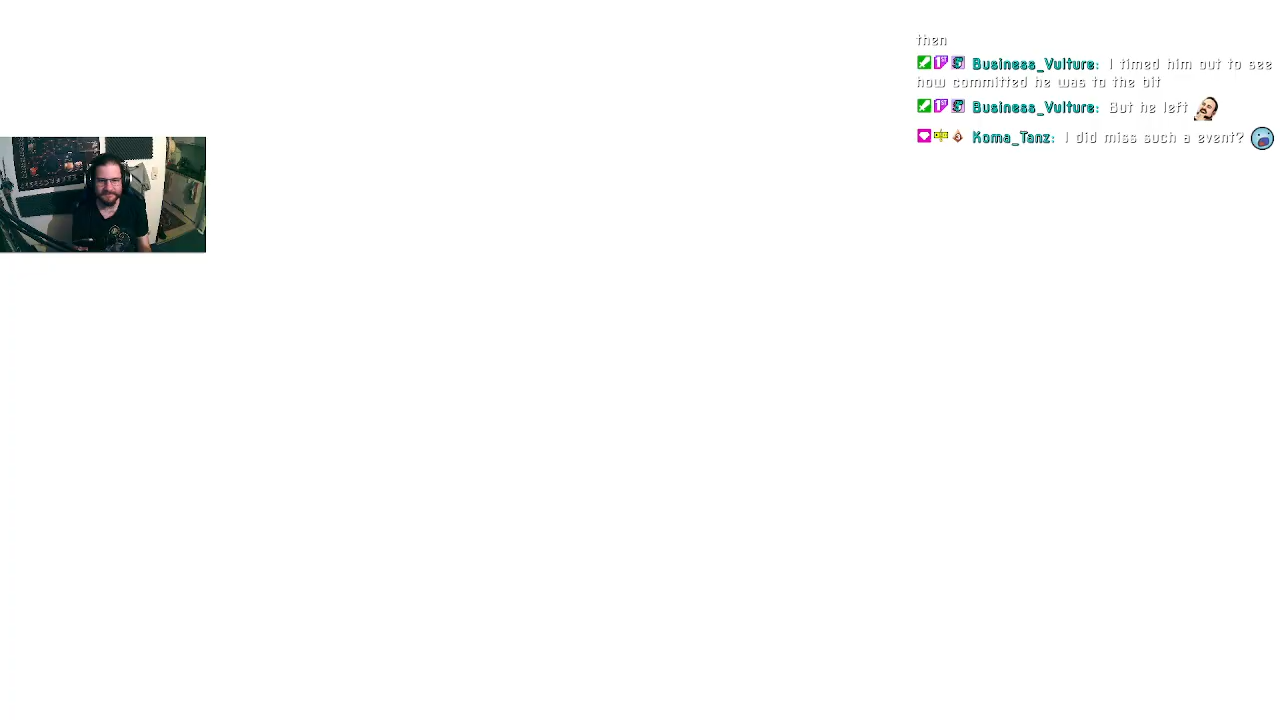 then
Business_Vulture: I timed him out to see
how committed he was to the bit
Business_Vulture: But he left
Koma_Tanz: I did miss such a event?